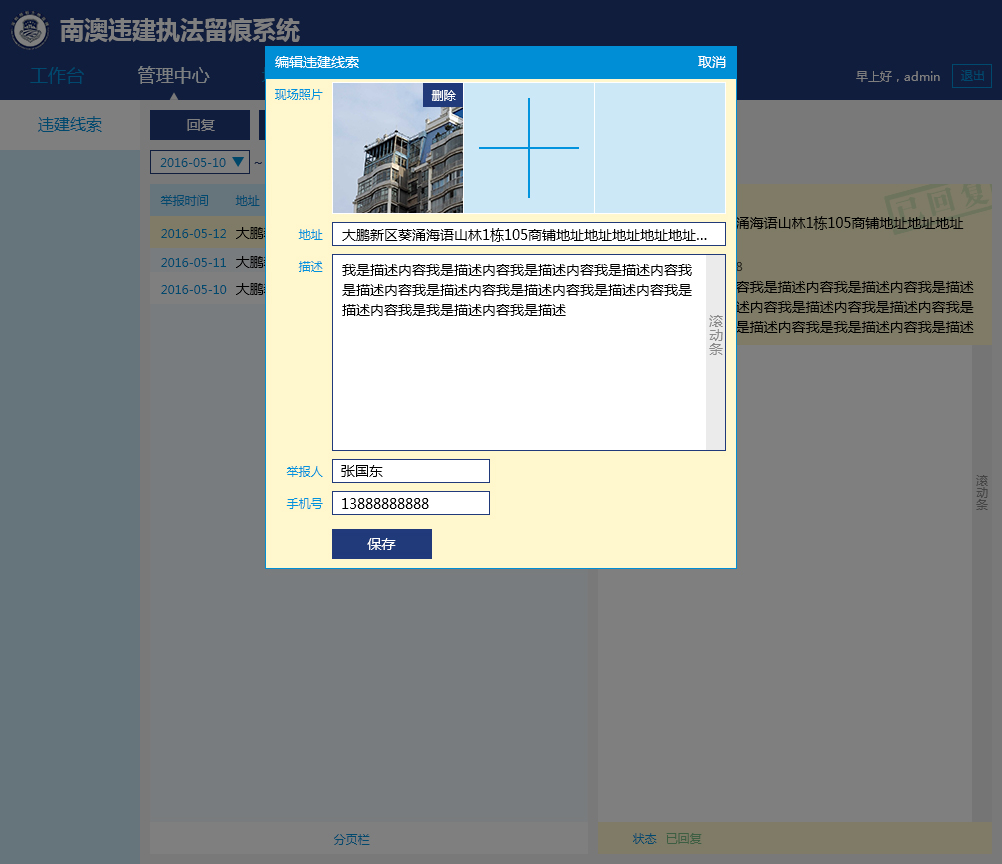 南澳违建执法留痕系统
工作台
管理中心
早上好，admin
退出
违建线索
回复
2016-05-10 ▼ ~
举报时间 地址
2016-05-12 大鹏
2016-05-11 大鹏
2016-05-10 大鹏
编辑违建线索
取消
现场照片
删除
地址
大鹏新区葵涌海语山林1栋105商铺地址地址地址地址地址...
描述
我是描述内容我是描述内容我是描述内容我是描述内容我
是描述内容我是描述内容我是描述内容我是描述内容我是
描述内容我是我是描述内容我是描述
滚动条
举报人
张国东
手机号
13888888888
保存
已回复
涌海语山林1栋105商铺地址地址地址
8
容我是描述内容我是描述内容我是描述
述内容我是描述内容我是描述内容我是
是描述内容我是我是描述内容我是描述
滚动条
分页栏
状态 已回复